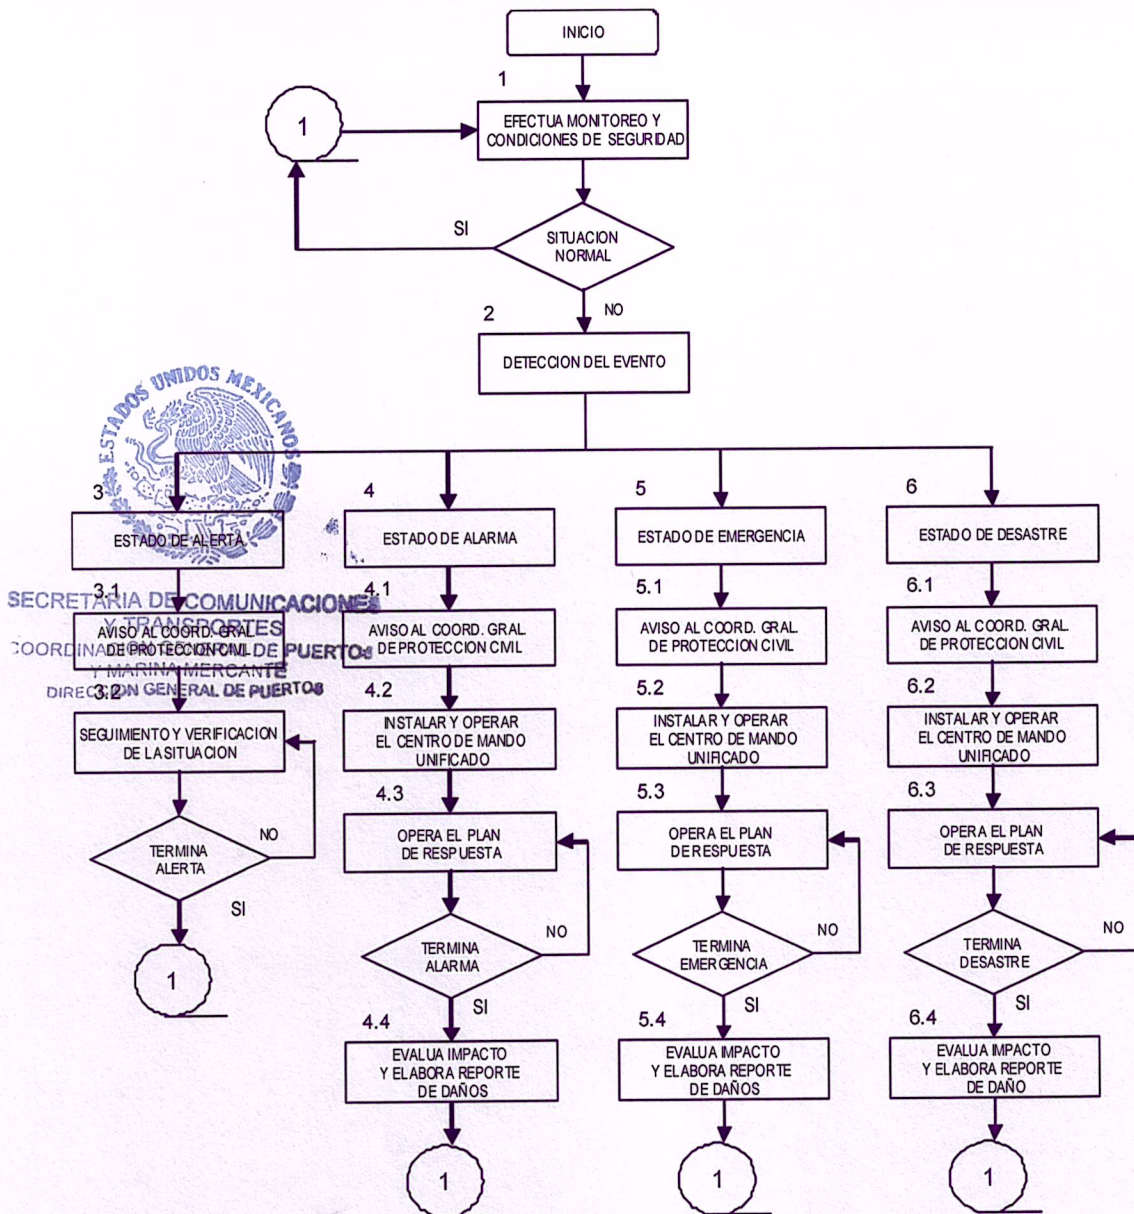 INICIO
1
EFECTUA MONITOREO Y
CONDICIONES DE SEGURIDAD
1
SITUACION
NORMAL
SI
NO
2
DETECCION DEL EVENTO
ESTADOS UNIDOS MEXICANOS
3
ESTADO DE ALERTA
3.1
AVISO AL COORD. GRAL.
DE PROTECCION CIVIL
3.2
SEGUIMIENTO Y VERIFICACION
DE LA SITUACION
TERMINA
ALERTA
NO
SI
1
SECRETARIA DE COMUNICACIONES
Y TRANSPORTES
COORDINACION GENERAL DE PUERTOS
Y MARINA MERCANTE
DIRECCION GENERAL DE PUERTOS
4
ESTADO DE ALARMA
4.1
AVISO AL COORD. GRAL.
DE PROTECCION CIVIL
4.2
INSTALAR Y OPERAR
EL CENTRO DE MANDO
UNIFICADO
4.3
OPERA EL PLAN
DE RESPUESTA
TERMINA
ALARMA
NO
SI
4.4
EVALUA IMPACTO
Y ELABORA REPORTE
DE DAÑOS
1
5
ESTADO DE EMERGENCIA
5.1
AVISO AL COORD. GRAL.
DE PROTECCION CIVIL
5.2
INSTALAR Y OPERAR
EL CENTRO DE MANDO
UNIFICADO
5.3
OPERA EL PLAN
DE RESPUESTA
TERMINA
EMERGENCIA
NO
SI
5.4
EVALUA IMPACTO
Y ELABORA REPORTE
DE DAÑOS
1
6
ESTADO DE DESASTRE
6.1
AVISO AL COORD. GRAL.
DE PROTECCION CIVIL
6.2
INSTALAR Y OPERAR
EL CENTRO DE MANDO
UNIFICADO
6.3
OPERA EL PLAN
DE RESPUESTA
TERMINA
DESASTRE
NO
SI
6.4
EVALUA IMPACTO
Y ELABORA REPORTE
DE DAÑO
1